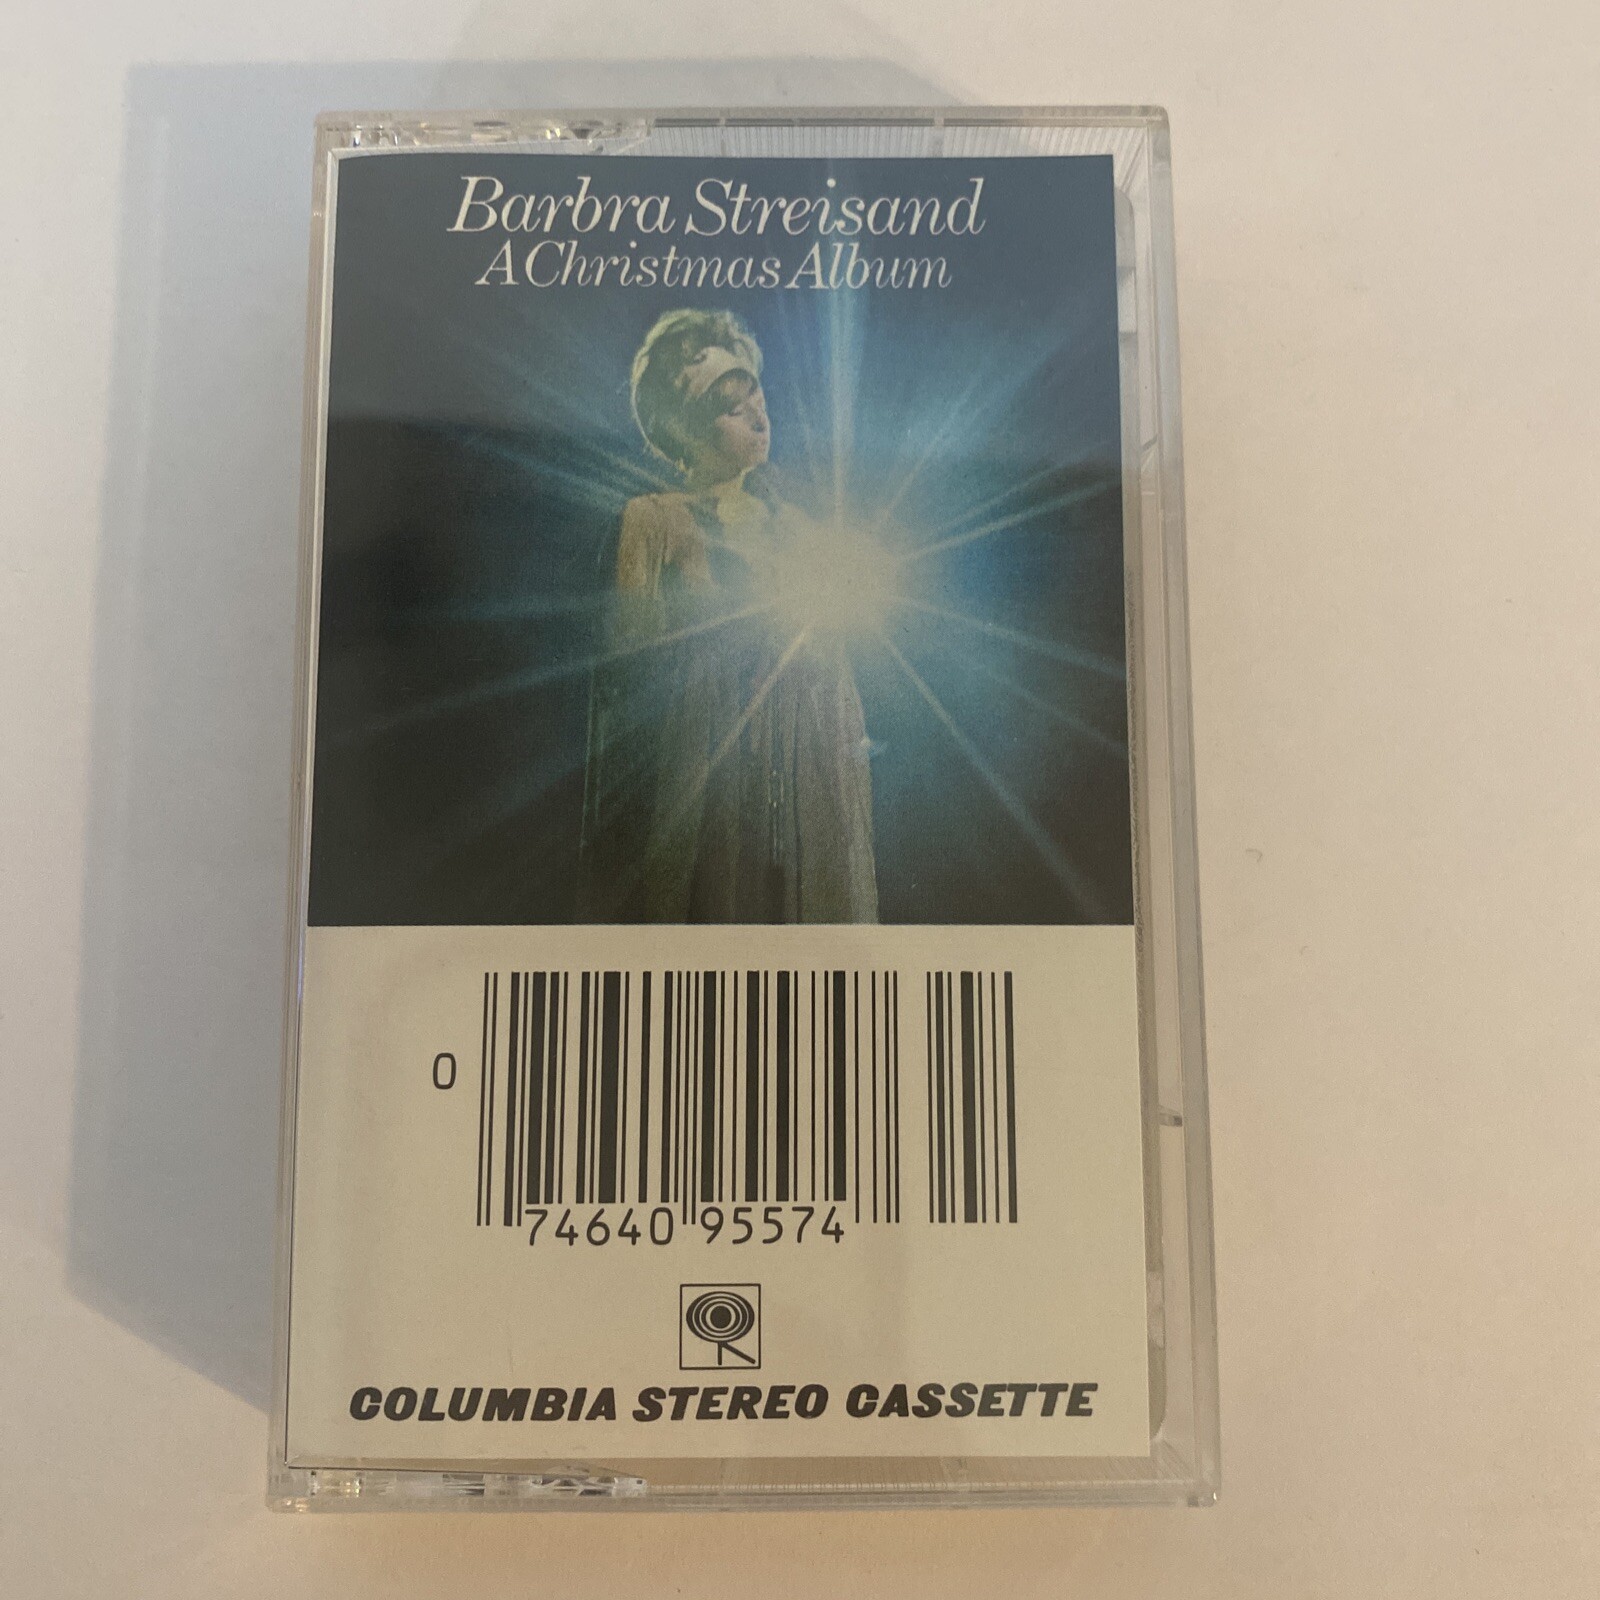 Barbra Streisand
A Christmas Album
0
74640 95574
COLUMBIA STEREO CASSETTE